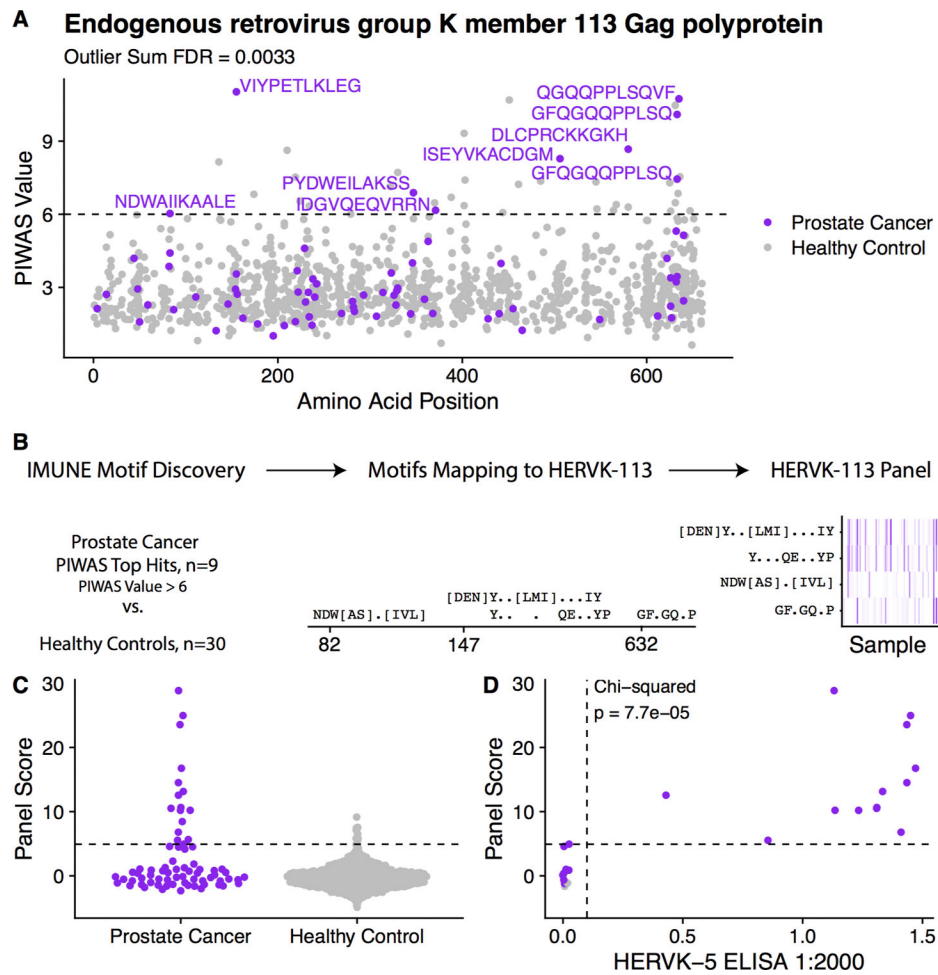 A Endogenous retrovirus group K member 113 Gag polyprotein
Outlier Sum FDR = 0.0033
VIYPETLKLEG
QGQQPPLSQVF
GFQGQQPPLSQ
DLCPRCKKGKH
ISEYVKACDGM
GFQGQQPPLSQ
PYDWEILAKSS
IDGVQEQVRRN
NDWAIIKAALE
9
6
3
PIWAS Value
0 200 400 600
Amino Acid Position
Prostate Cancer
Healthy Control
B
IMUNE Motif Discovery Motifs Mapping to HERVK-113 HERVK-113 Panel
Prostate Cancer
PIWAS Top Hits, n=9
PIWAS Value > 6
vs.
Healthy Controls, n=30
[DEN]Y..[LMI]...IY
NDW[AS].[IVL] Y.. . QE..YP GF.GQ.P
82 147 632
[DEN]Y..[LMI]...IY
Y...QE..YP
NDW[AS].[IVL]
GF.GQ.P
Sample
C
30
20
10
0
Panel Score
Prostate Cancer Healthy Control
D
30
20
10
0
Panel Score
Chi-squared
p = 7.7e-05
0.0 0.5 1.0 1.5
HERVK-5 ELISA 1:2000